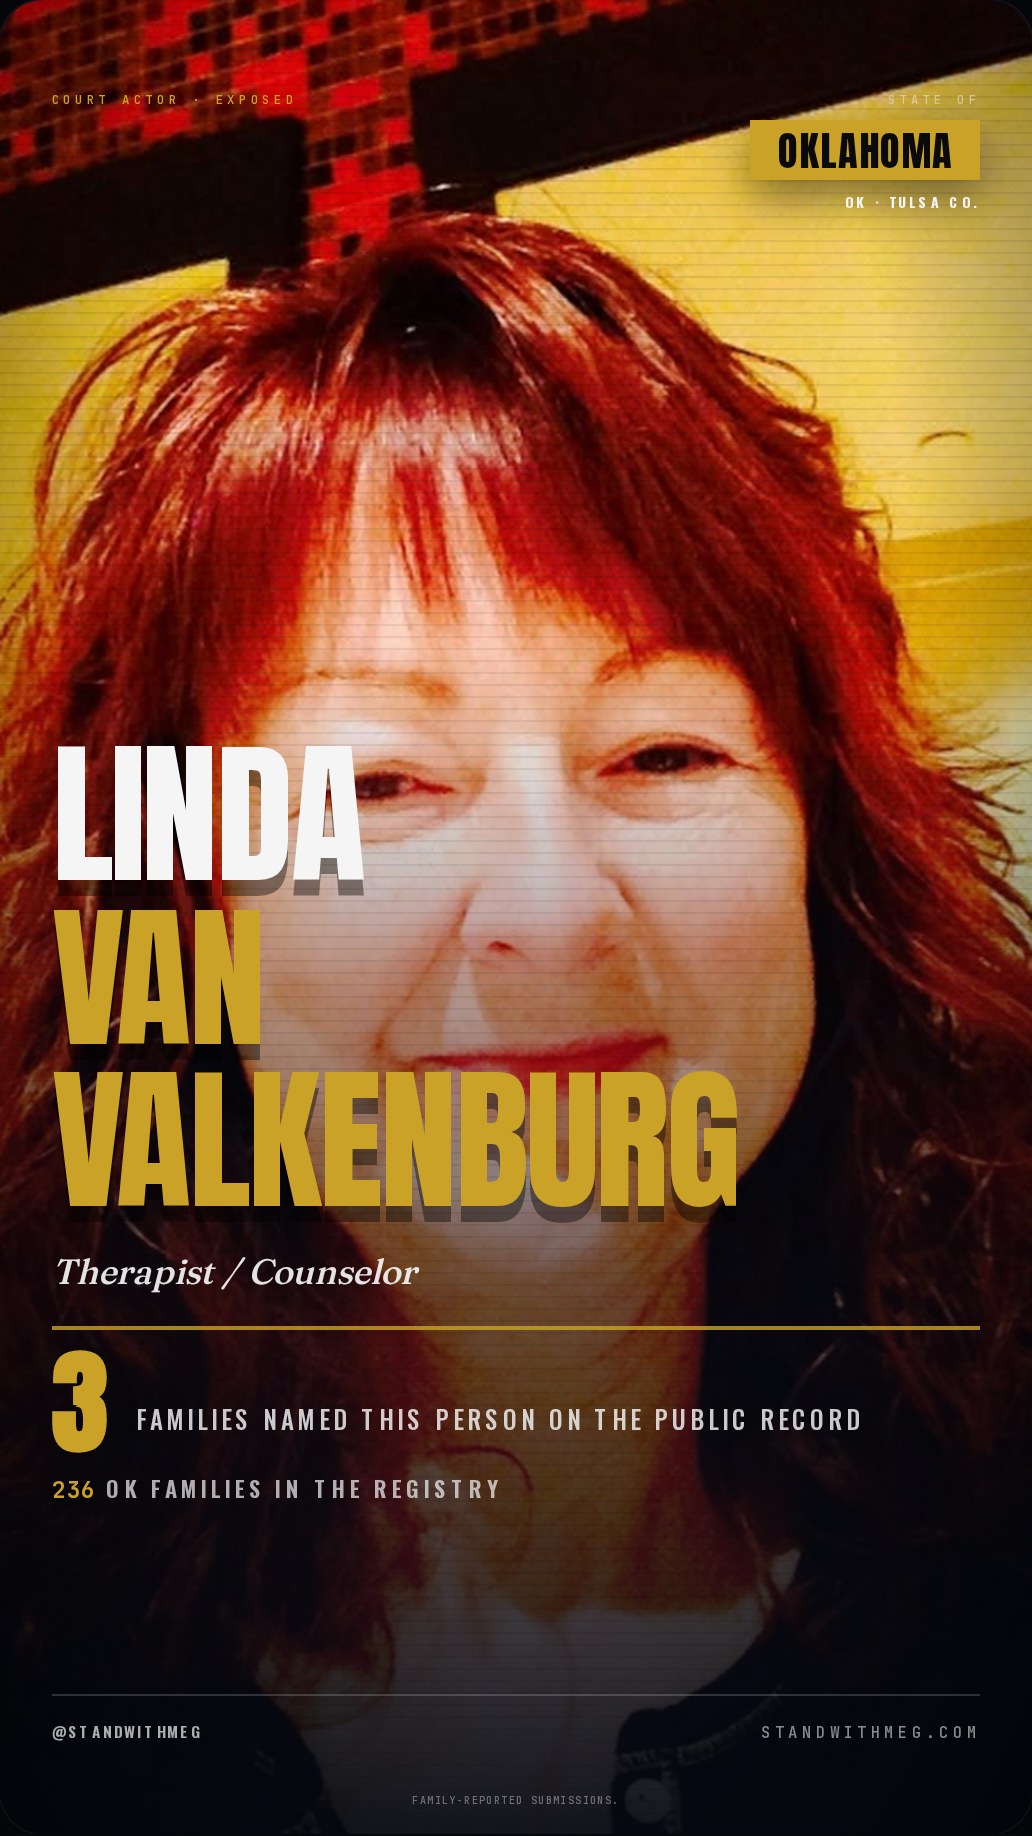 COURT ACTOR · EXPOSED
STATE OF
OKLAHOMA
OK · TULSA CO.
LINDA
VAN
VALKENBURG
Therapist / Counselor
3 FAMILIES NAMED THIS PERSON ON THE PUBLIC RECORD
236 OK FAMILIES IN THE REGISTRY
@STANDWITHMEG
STANDWITHMEG.COM
FAMILY-REPORTED SUBMISSIONS.